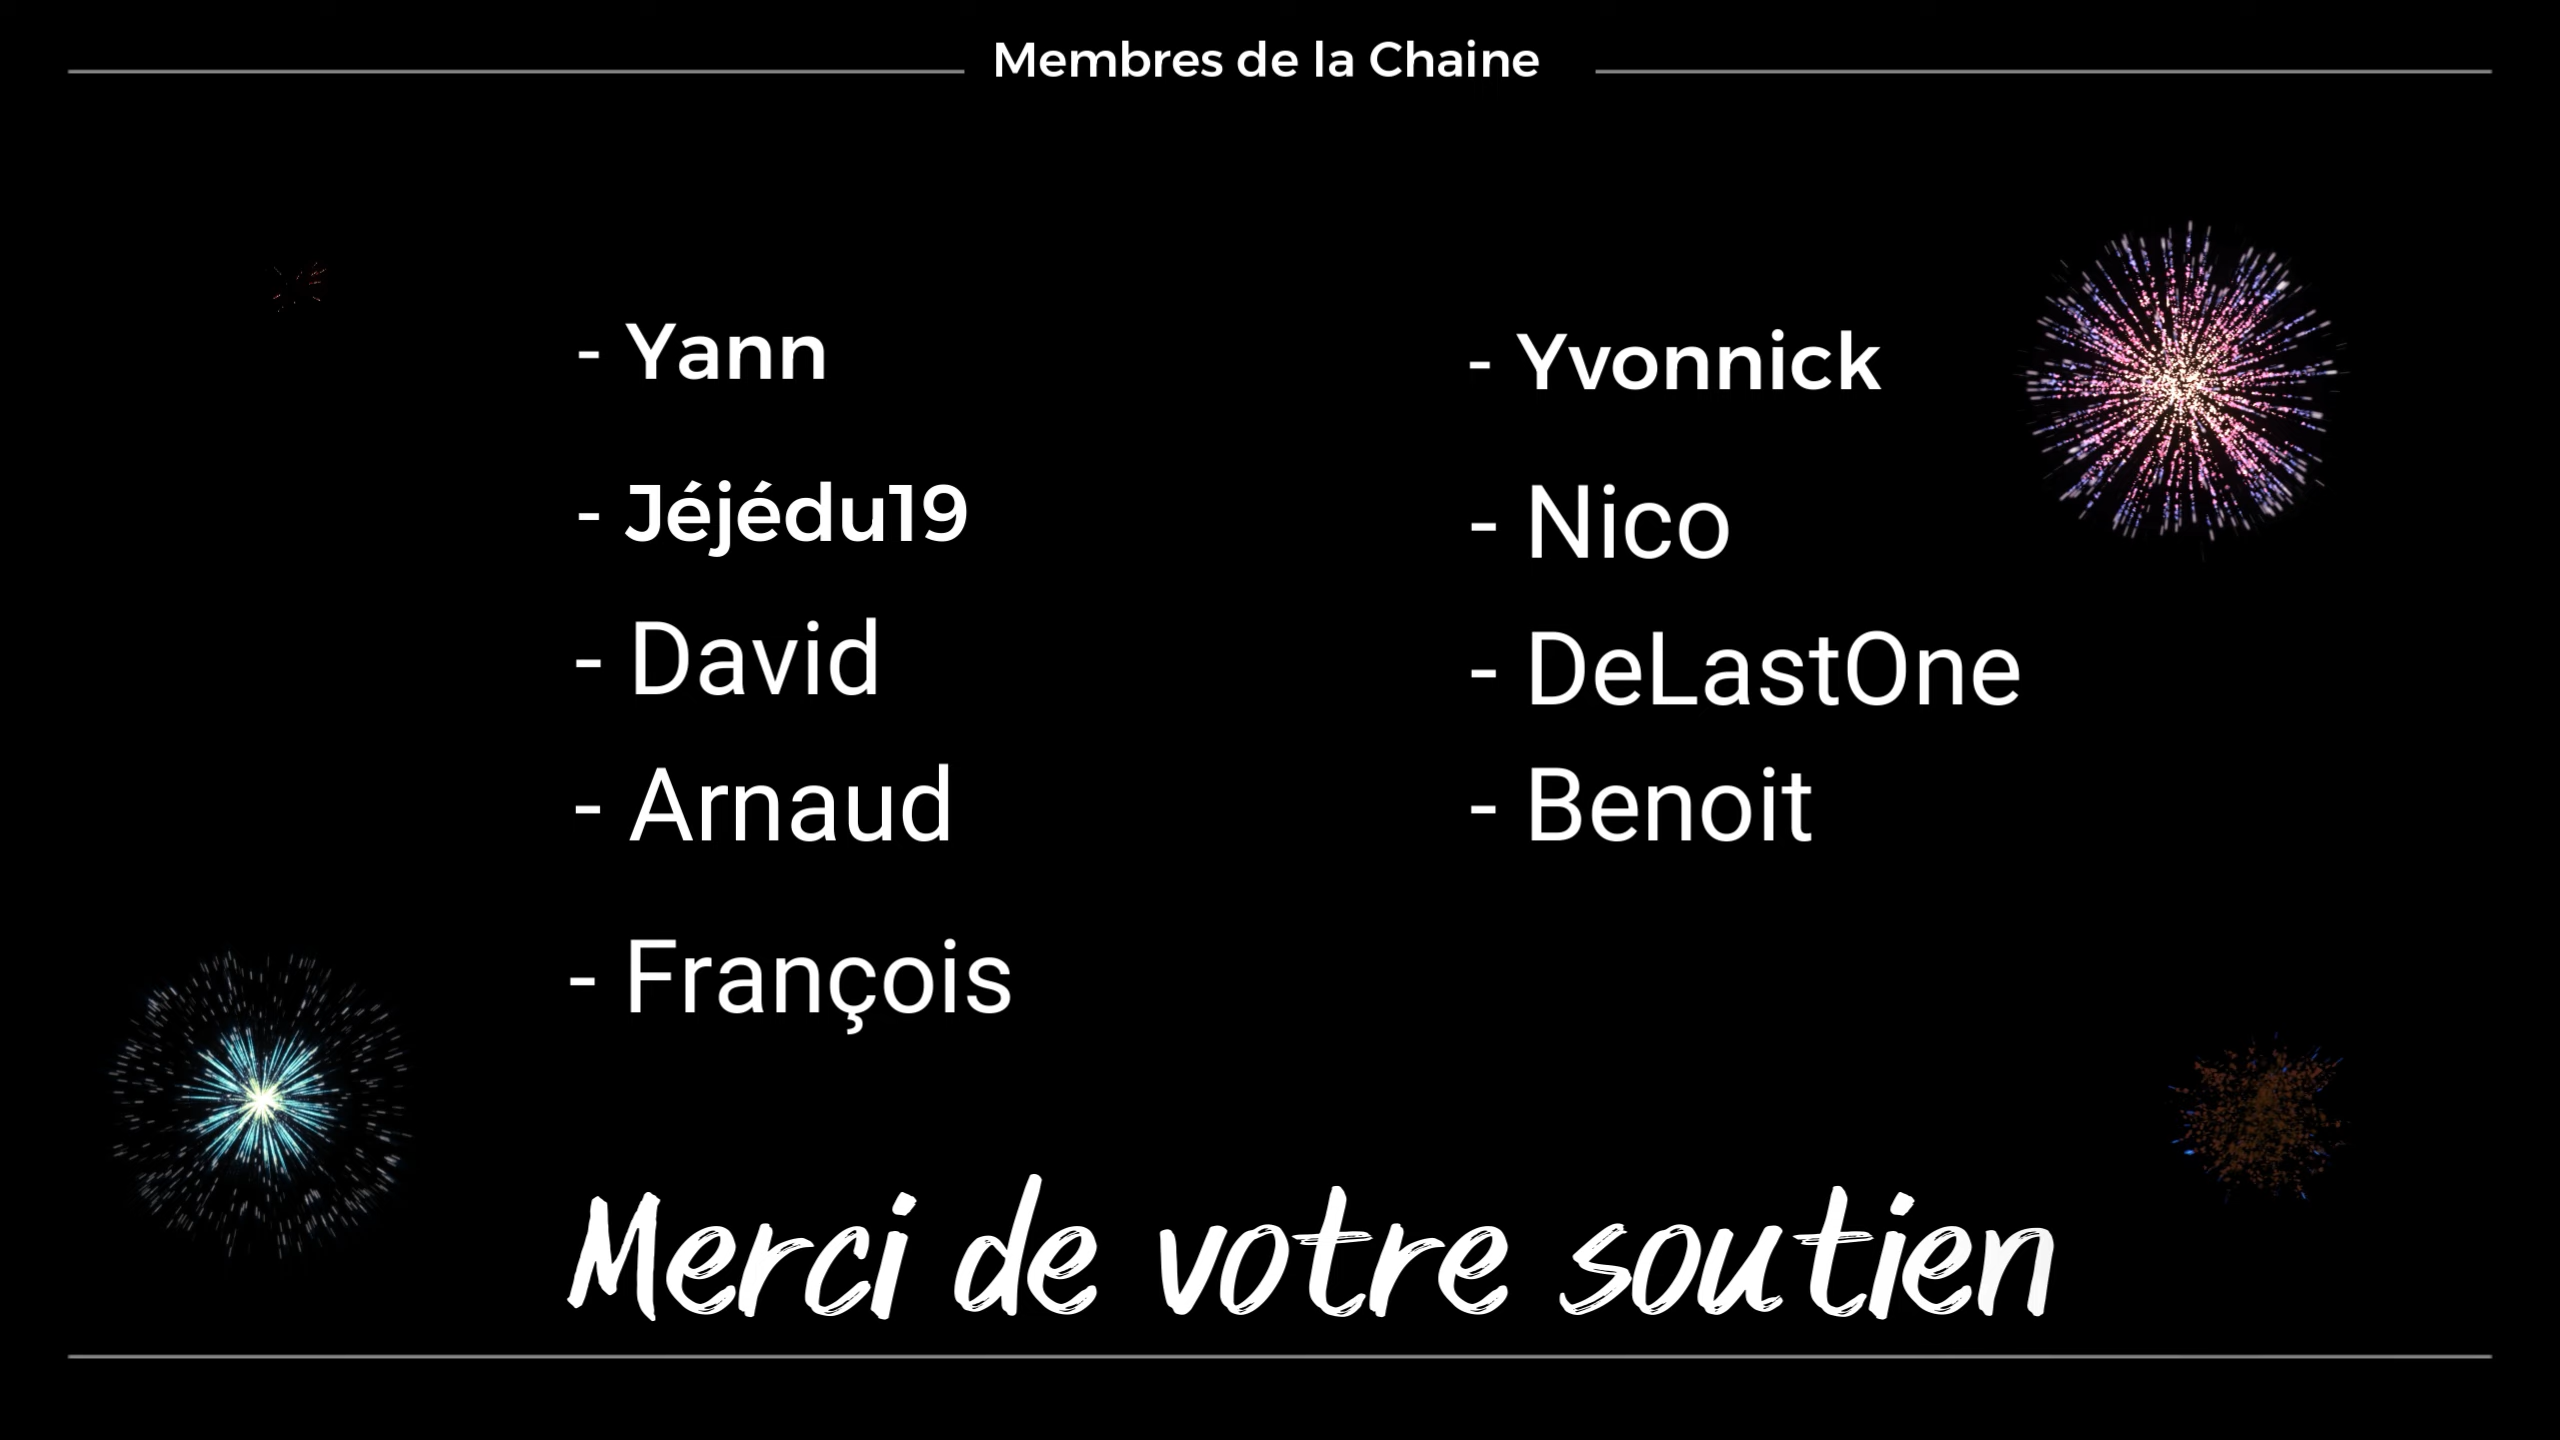 Membres de la Chaine
- Yann
- Jéjédu19
- David
- Arnaud
- François
- Yvonnick
- Nico
- DeLastOne
- Benoit
Merci de votre soutien